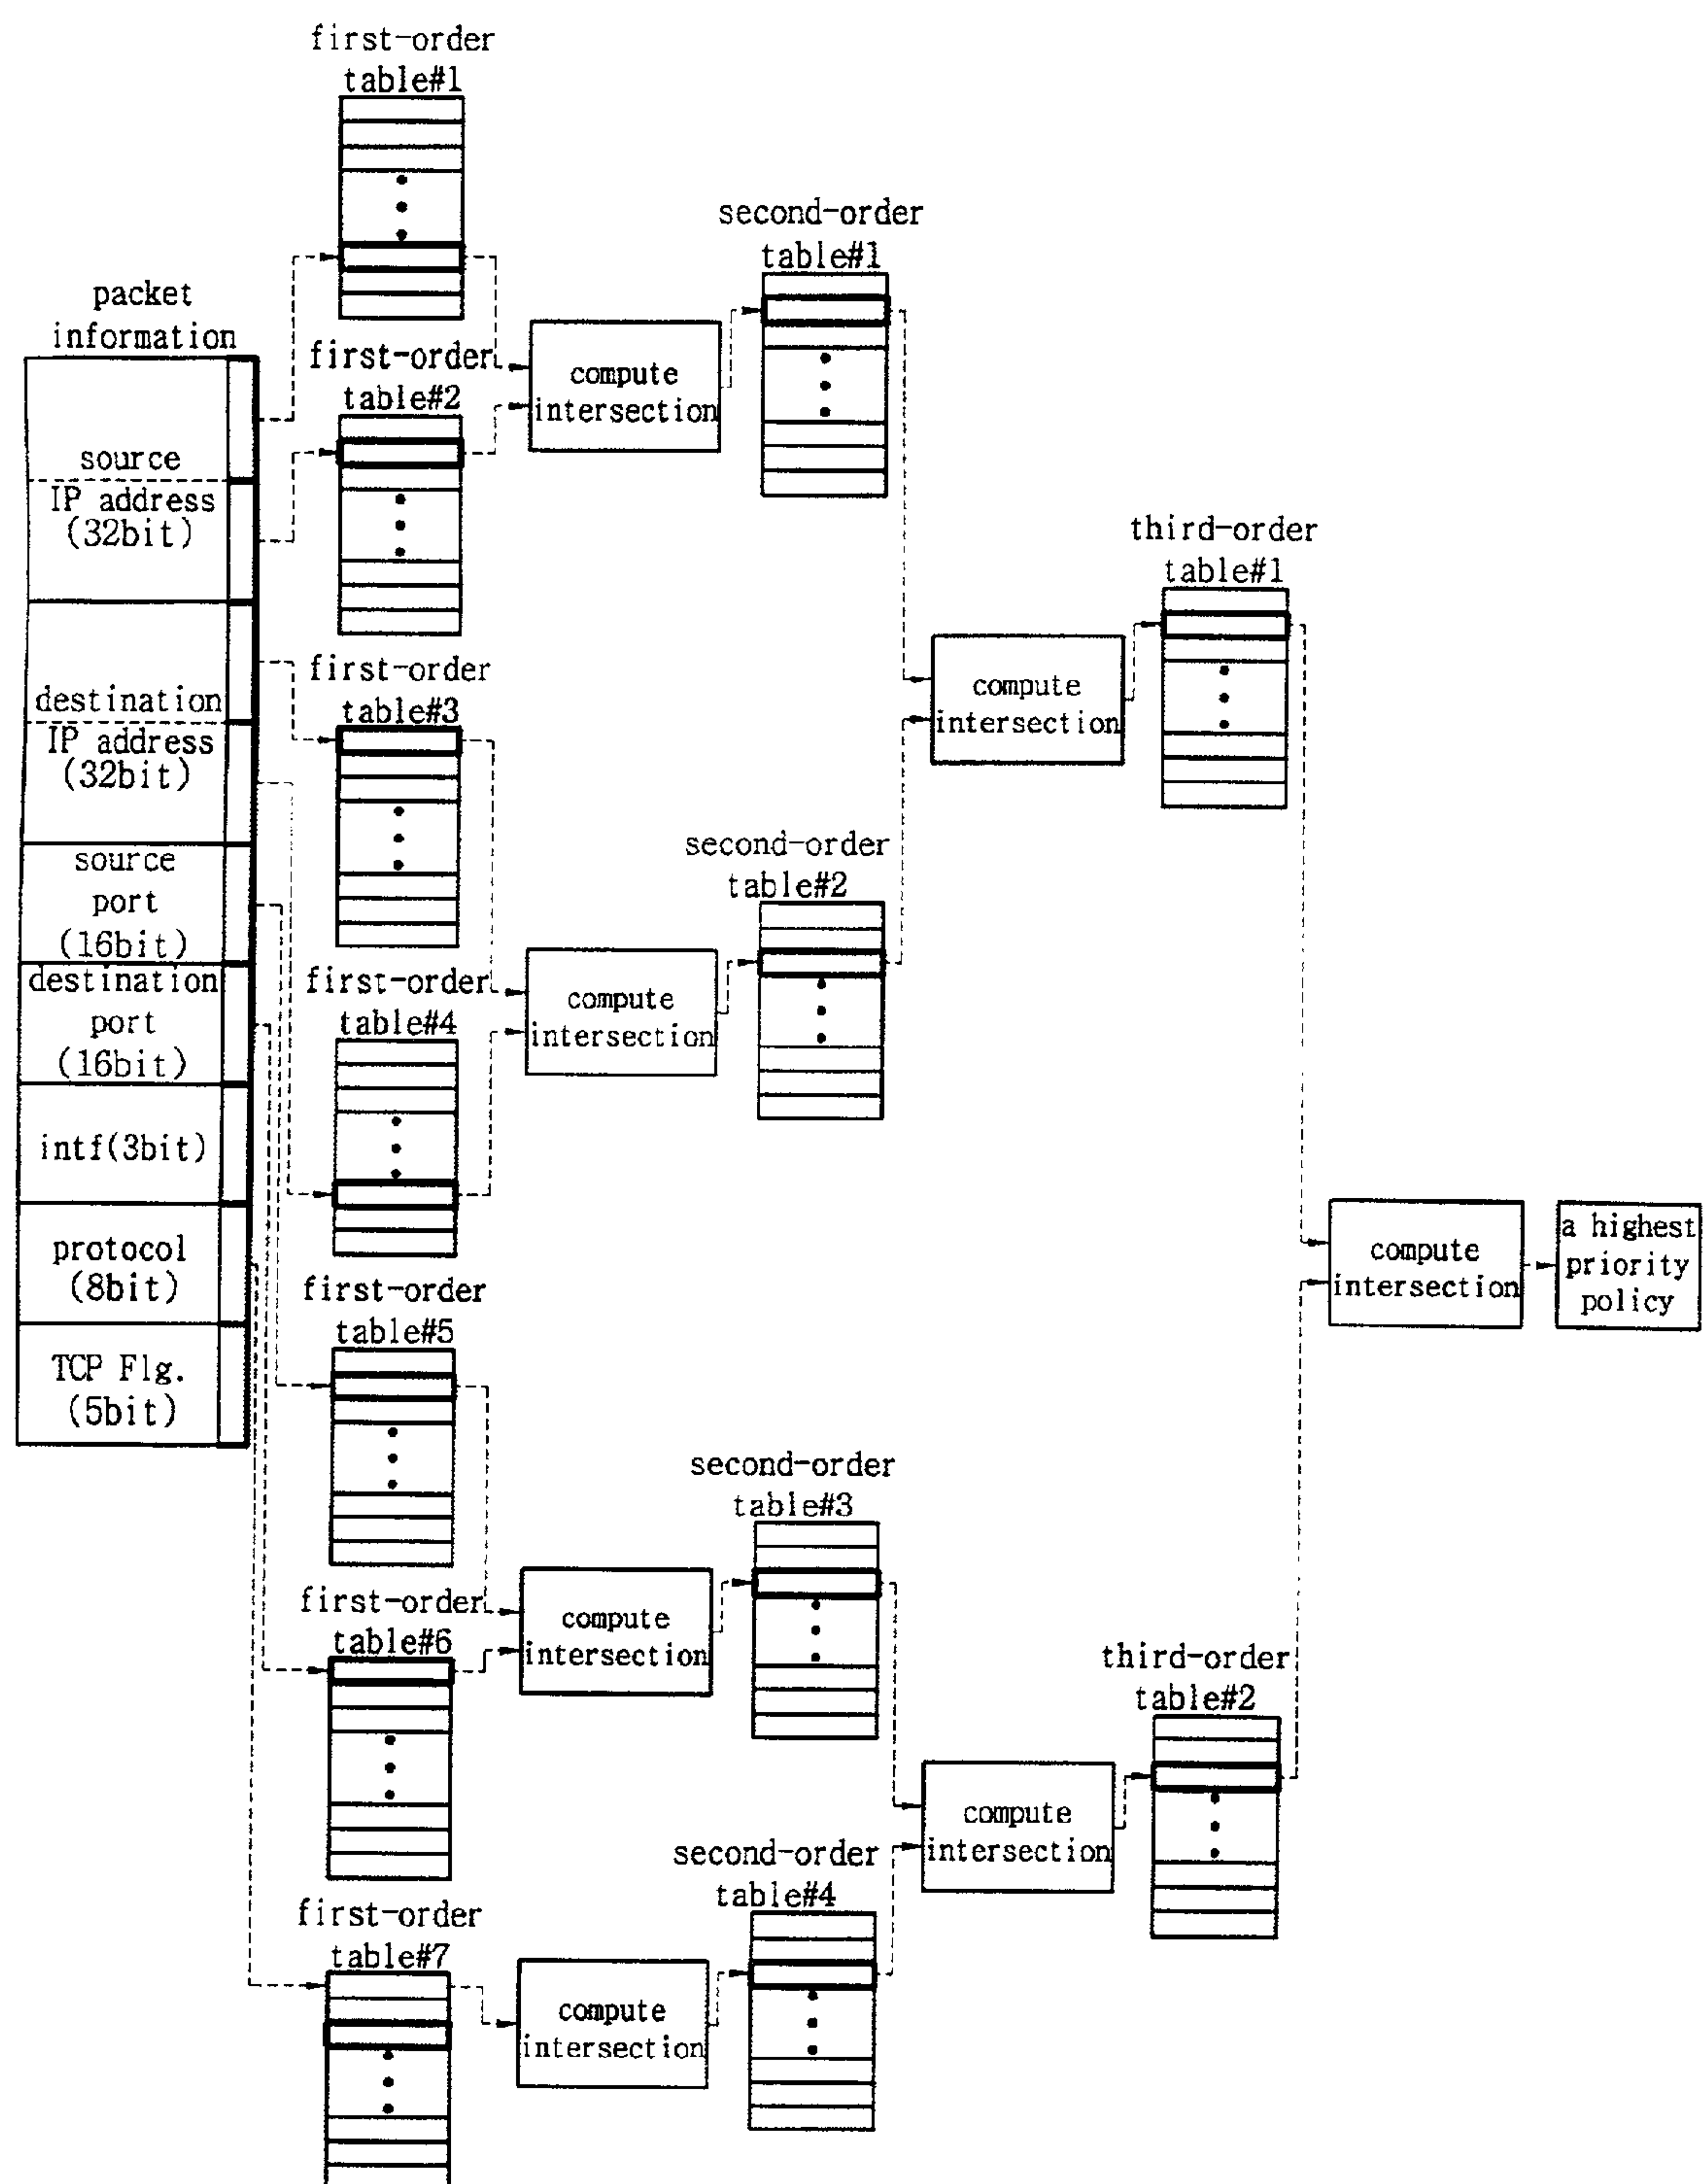 packet
information
source
IP address
(32bit)
destination
IP address
(32bit)
source
port
(16bit)
destination
port
(16bit)
intf(3bit)
protocol
(8bit)
TCP Flg.
(5bit)
first-order
table#1
first-order
table#2
first-order
table#3
first-order
table#4
first-order
table#5
first-order
table#6
first-order
table#7
compute
intersection
compute
intersection
compute
intersection
compute
intersection
second-order
table#1
second-order
table#2
second-order
table#3
second-order
table#4
compute
intersection
compute
intersection
third-order
table#1
third-order
table#2
compute
intersection
a highest
priority
policy